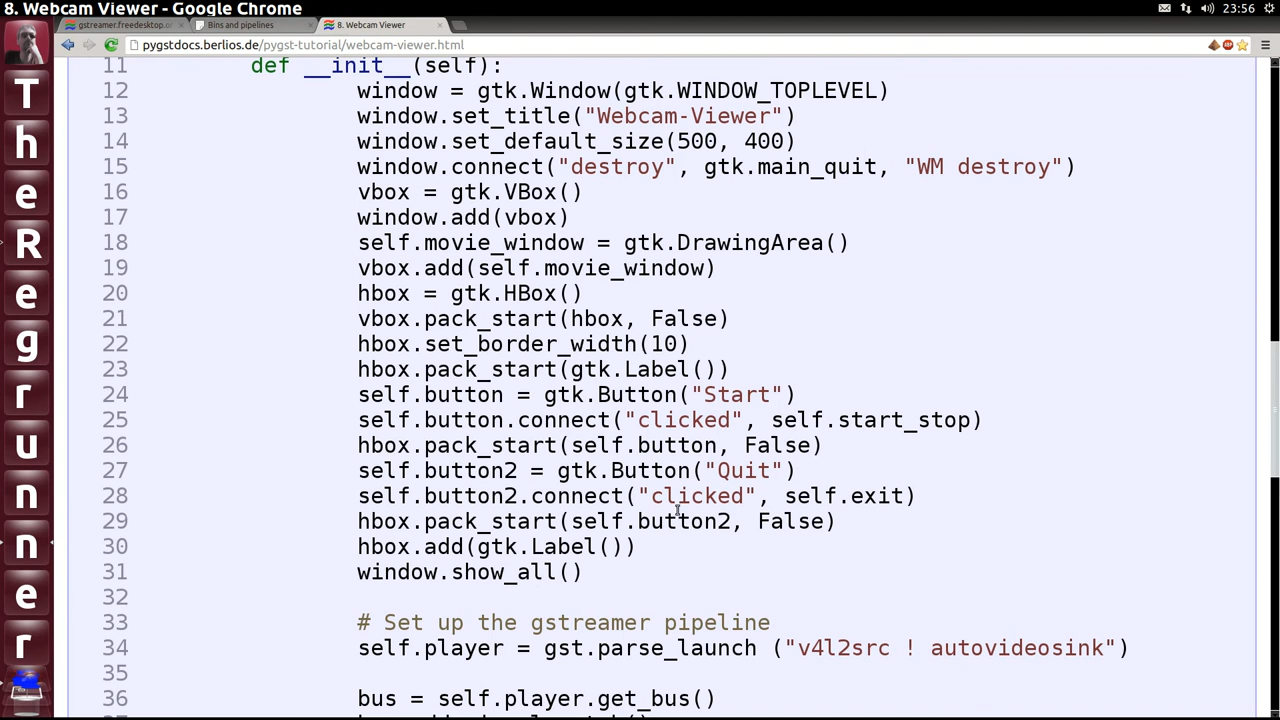 8. Webcam Viewer - Google Chrome
23:56
gstreamer.freedesktop.o
Bins and pipelines
8. Webcam Viewer
pygstdocs.berlios.de/pygst-tutorial/webcam-viewer.html
T
h
e
R
e
g
r
u
n
n
e
r
11 def __init__(self):
12 window = gtk.Window(gtk.WINDOW_TOPLEVEL)
13 window.set_title("Webcam-Viewer")
14 window.set_default_size(500, 400)
15 window.connect("destroy", gtk.main_quit, "WM destroy")
16 vbox = gtk.VBox()
17 window.add(vbox)
18 self.movie_window = gtk.DrawingArea()
19 vbox.add(self.movie_window)
20 hbox = gtk.HBox()
21 vbox.pack_start(hbox, False)
22 hbox.set_border_width(10)
23 hbox.pack_start(gtk.Label())
24 self.button = gtk.Button("Start")
25 self.button.connect("clicked", self.start_stop)
26 hbox.pack_start(self.button, False)
27 self.button2 = gtk.Button("Quit")
28 self.button2.connect("clicked", self.exit)
29 hbox.pack_start(self.button2, False)
30 hbox.add(gtk.Label())
31 window.show_all()
32
33 # Set up the gstreamer pipeline
34 self.player = gst.parse_launch ("v4l2src ! autovideosink")
35
36 bus = self.player.get_bus()